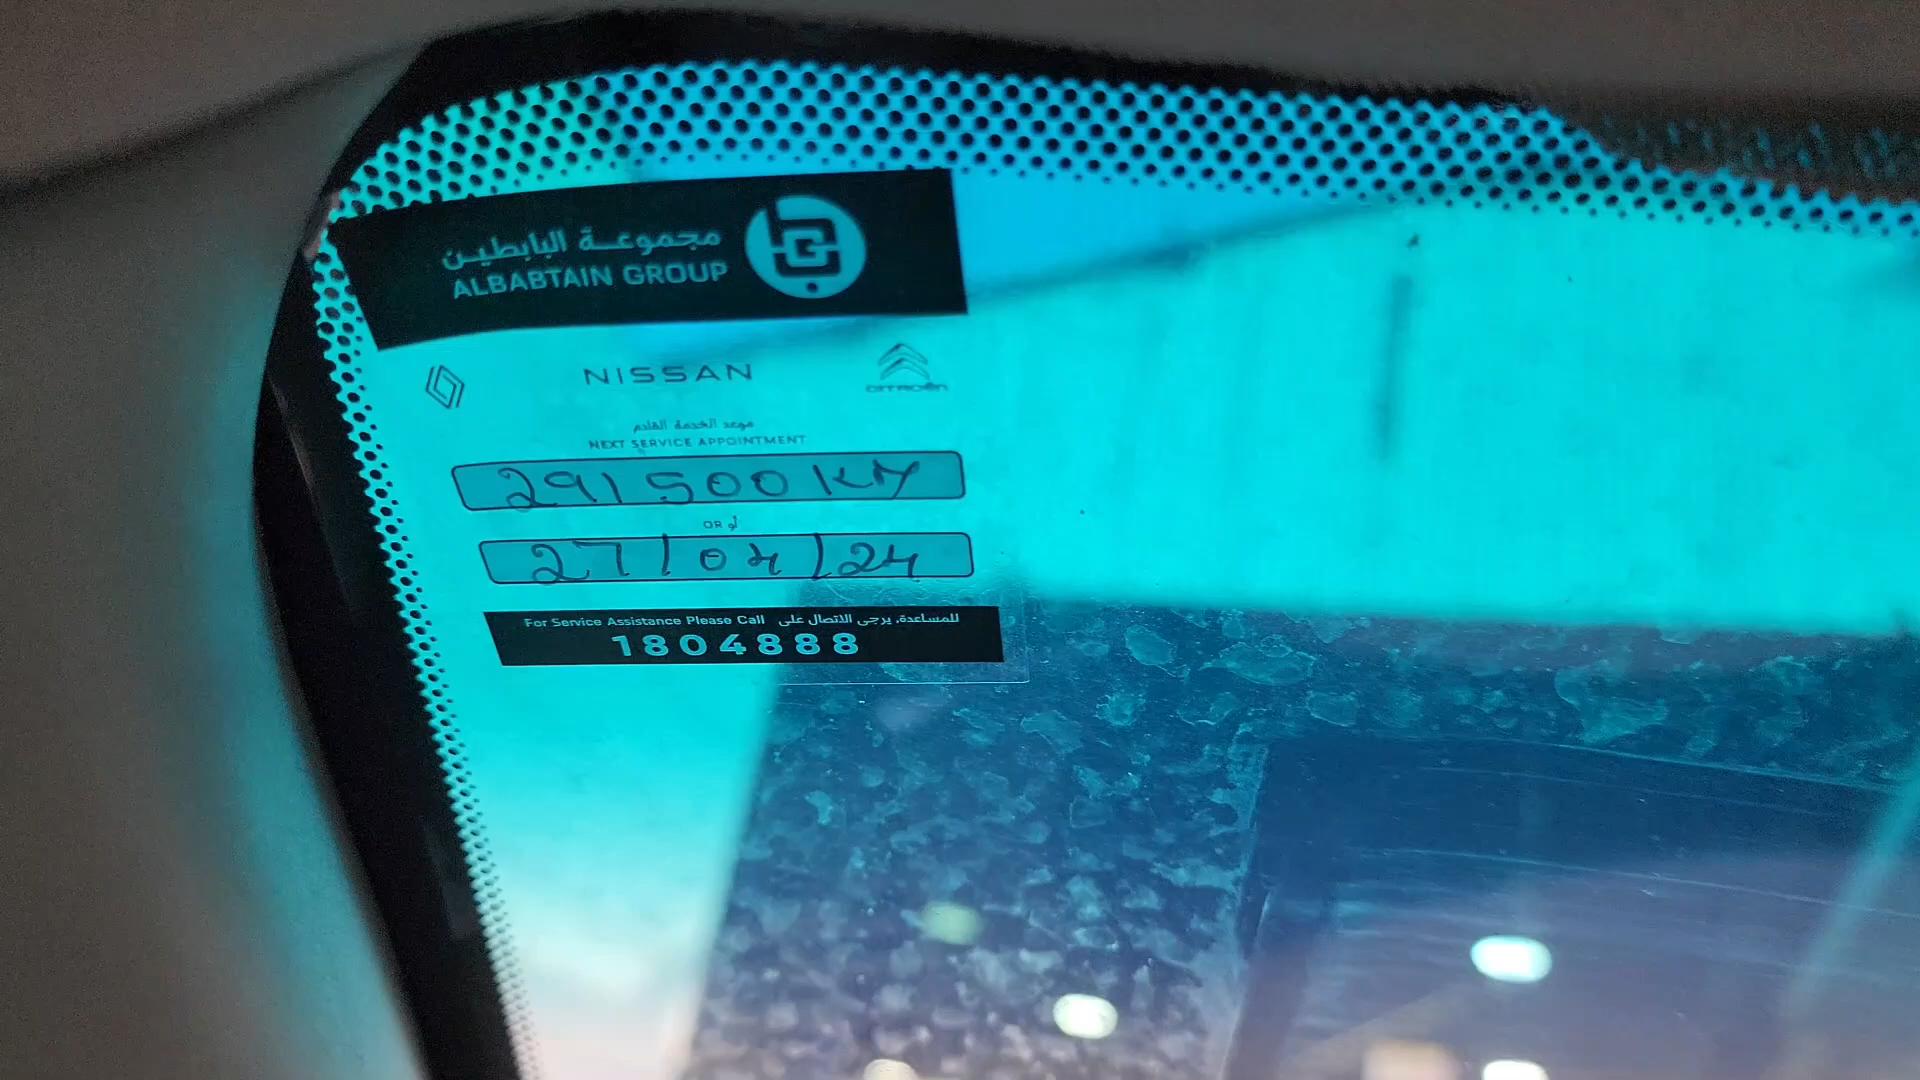 مجموعة البابطين
ALBABTAIN GROUP
NISSAN
CITROËN
موعد الخدمة القادم
NEXT SERVICE APPOINTMENT
291500 KM
OR أو
27/04/24
For Service Assistance Please Call للمساعدة, يرجى الاتصال على
1804888